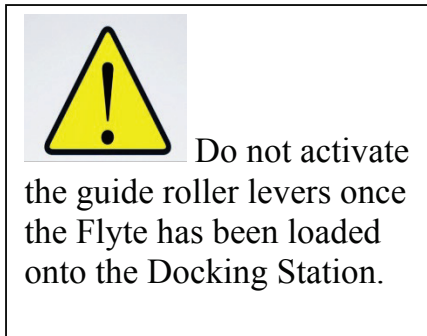 Do not activate
the guide roller levers once
the Flyte has been loaded
onto the Docking Station.